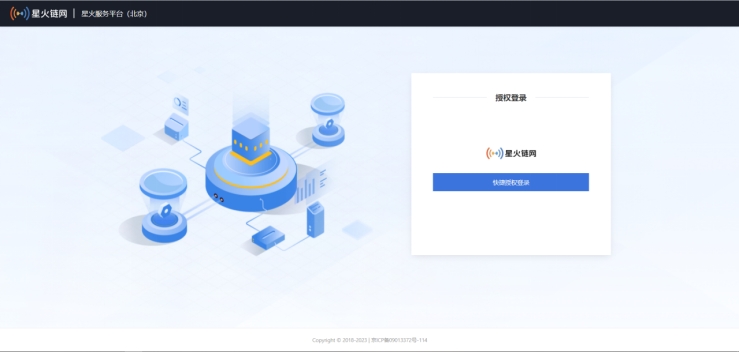 星火链网 | 星火服务平台（北京）
授权登录
星火链网
快捷授权登录
Copyright © 2018-2023 | 京ICP备09013372号-114